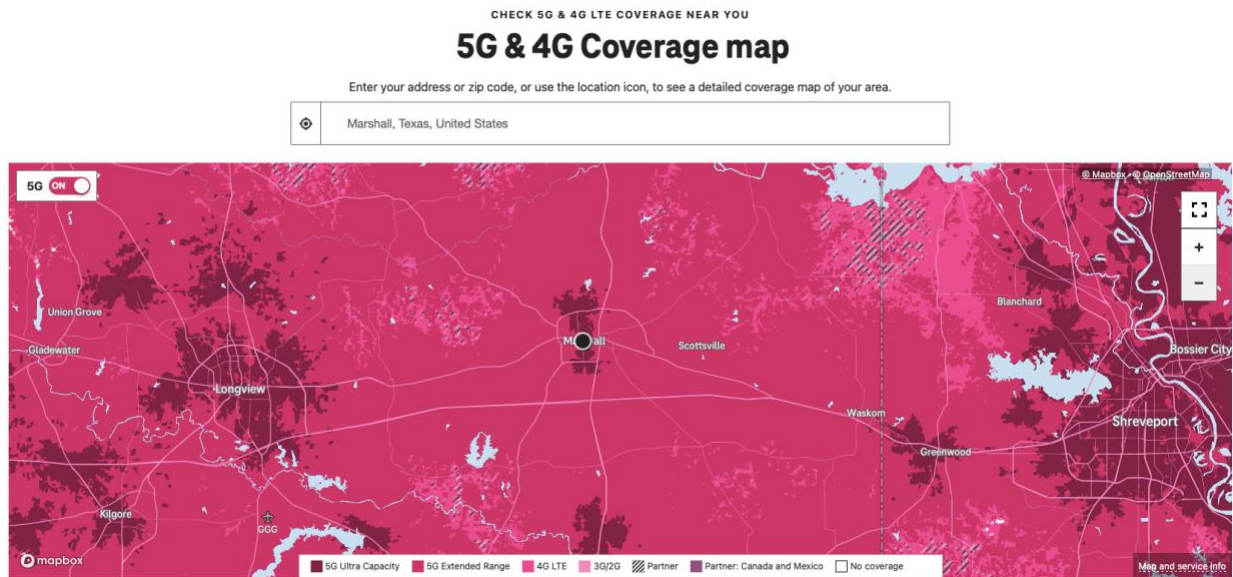 CHECK 5G & 4G LTE COVERAGE NEAR YOU
5G & 4G Coverage map
Enter your address or zip code, or use the location icon, to see a detailed coverage map of your area.
Marshall, Texas, United States
5G ON
© Mapbox © OpenStreetMap
+
−
Blanchard
Union Grove
Gladewater
Scottsville
Bossier City
Longview
Waskom
Shreveport
Greenwood
Kilgore
GGG
mapbox
5G Ultra Capacity 5G Extended Range 4G LTE 3G/2G Partner Partner: Canada and Mexico No coverage
Map and service info